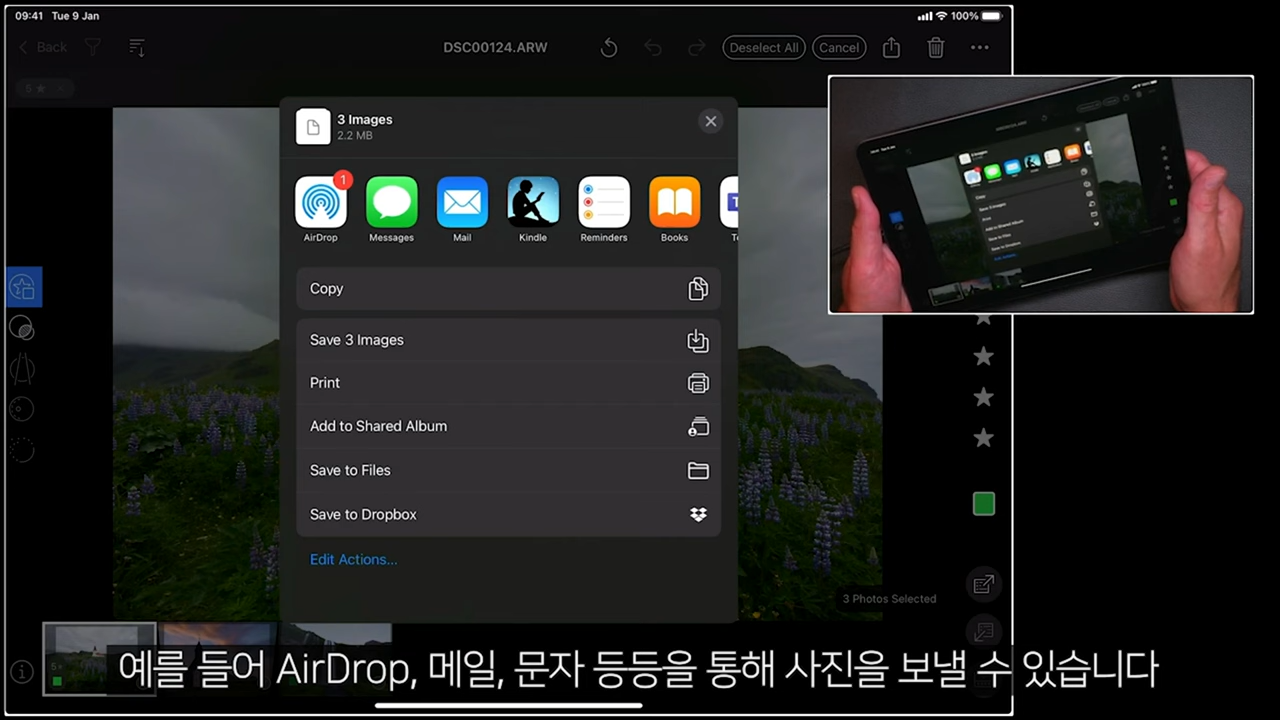 09:41 Tue 9 Jan
100%
Back
DSC00124.ARW
Deselect All
Cancel
5 ★ ×
3 Images
2.2 MB
1
AirDrop
Messages
Mail
Kindle
Reminders
Books
Copy
Save 3 Images
Print
Add to Shared Album
Save to Files
Save to Dropbox
Edit Actions...
3 Photos Selected
예를 들어 AirDrop, 메일, 문자 등등을 통해 사진을 보낼 수 있습니다